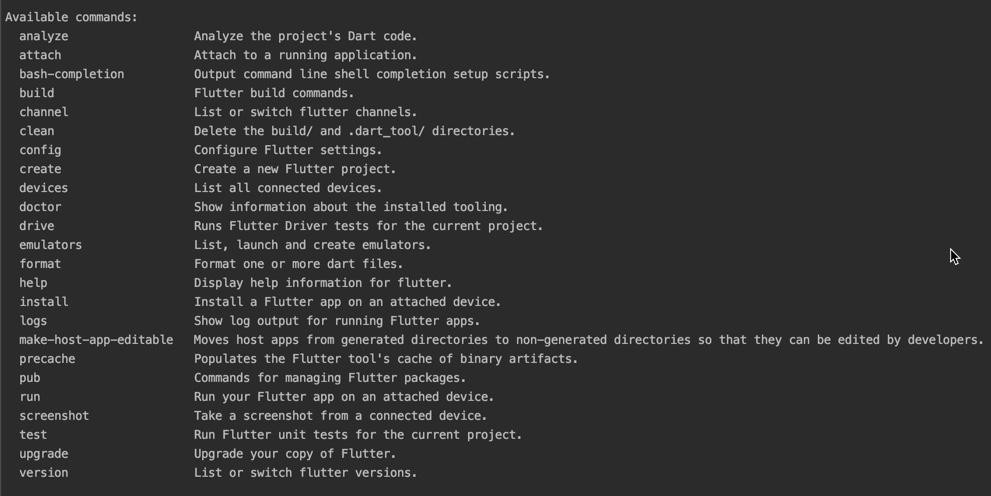 Available commands:
analyze Analyze the project's Dart code.
attach Attach to a running application.
bash-completion Output command line shell completion setup scripts.
build Flutter build commands.
channel List or switch flutter channels.
clean Delete the build/ and .dart_tool/ directories.
config Configure Flutter settings.
create Create a new Flutter project.
devices List all connected devices.
doctor Show information about the installed tooling.
drive Runs Flutter Driver tests for the current project.
emulators List, launch and create emulators.
format Format one or more dart files.
help Display help information for flutter.
install Install a Flutter app on an attached device.
logs Show log output for running Flutter apps.
make-host-app-editable Moves host apps from generated directories to non-generated directories so that they can be edited by developers.
precache Populates the Flutter tool's cache of binary artifacts.
pub Commands for managing Flutter packages.
run Run your Flutter app on an attached device.
screenshot Take a screenshot from a connected device.
test Run Flutter unit tests for the current project.
upgrade Upgrade your copy of Flutter.
version List or switch flutter versions.